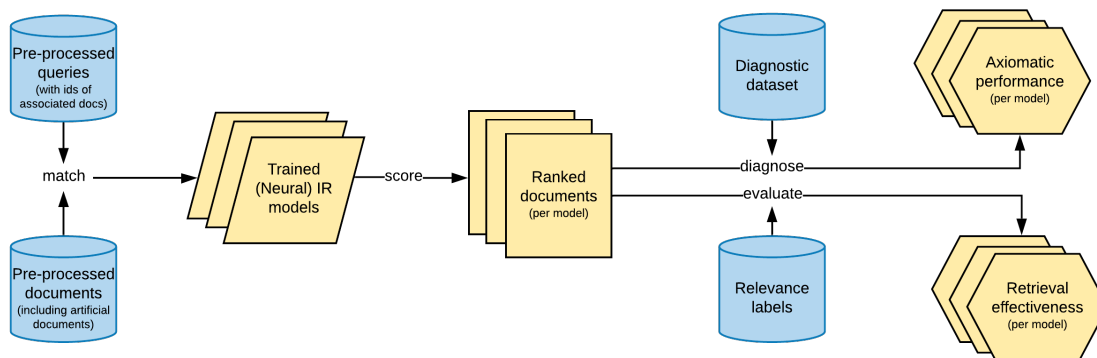 Pre-processed
queries
(with ids of
associated docs)
match
Pre-processed
documents
(including artificial
documents)
Trained
(Neural) IR
models
score
Ranked
documents
(per model)
Diagnostic
dataset
diagnose
evaluate
Relevance
labels
Axiomatic
performance
(per model)
Retrieval
effectiveness
(per model)